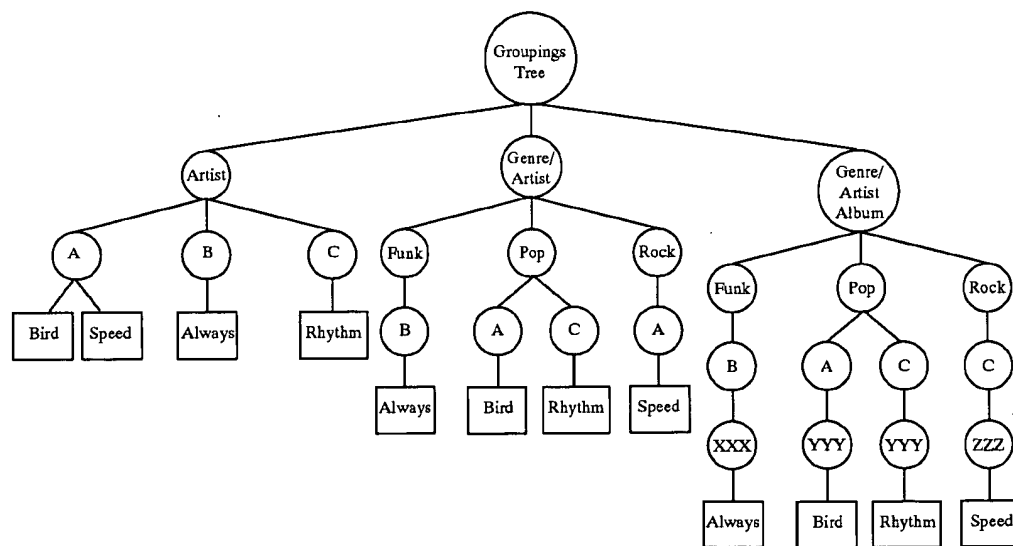 Groupings
Tree
Artist
Genre/
Artist
Genre/
Artist
Album
A
B
C
Funk
Pop
Rock
Funk
Pop
Rock
Bird
Speed
Always
Rhythm
B
A
C
A
B
A
C
C
Always
Bird
Rhythm
Speed
XXX
YYY
YYY
ZZZ
Always
Bird
Rhythm
Speed